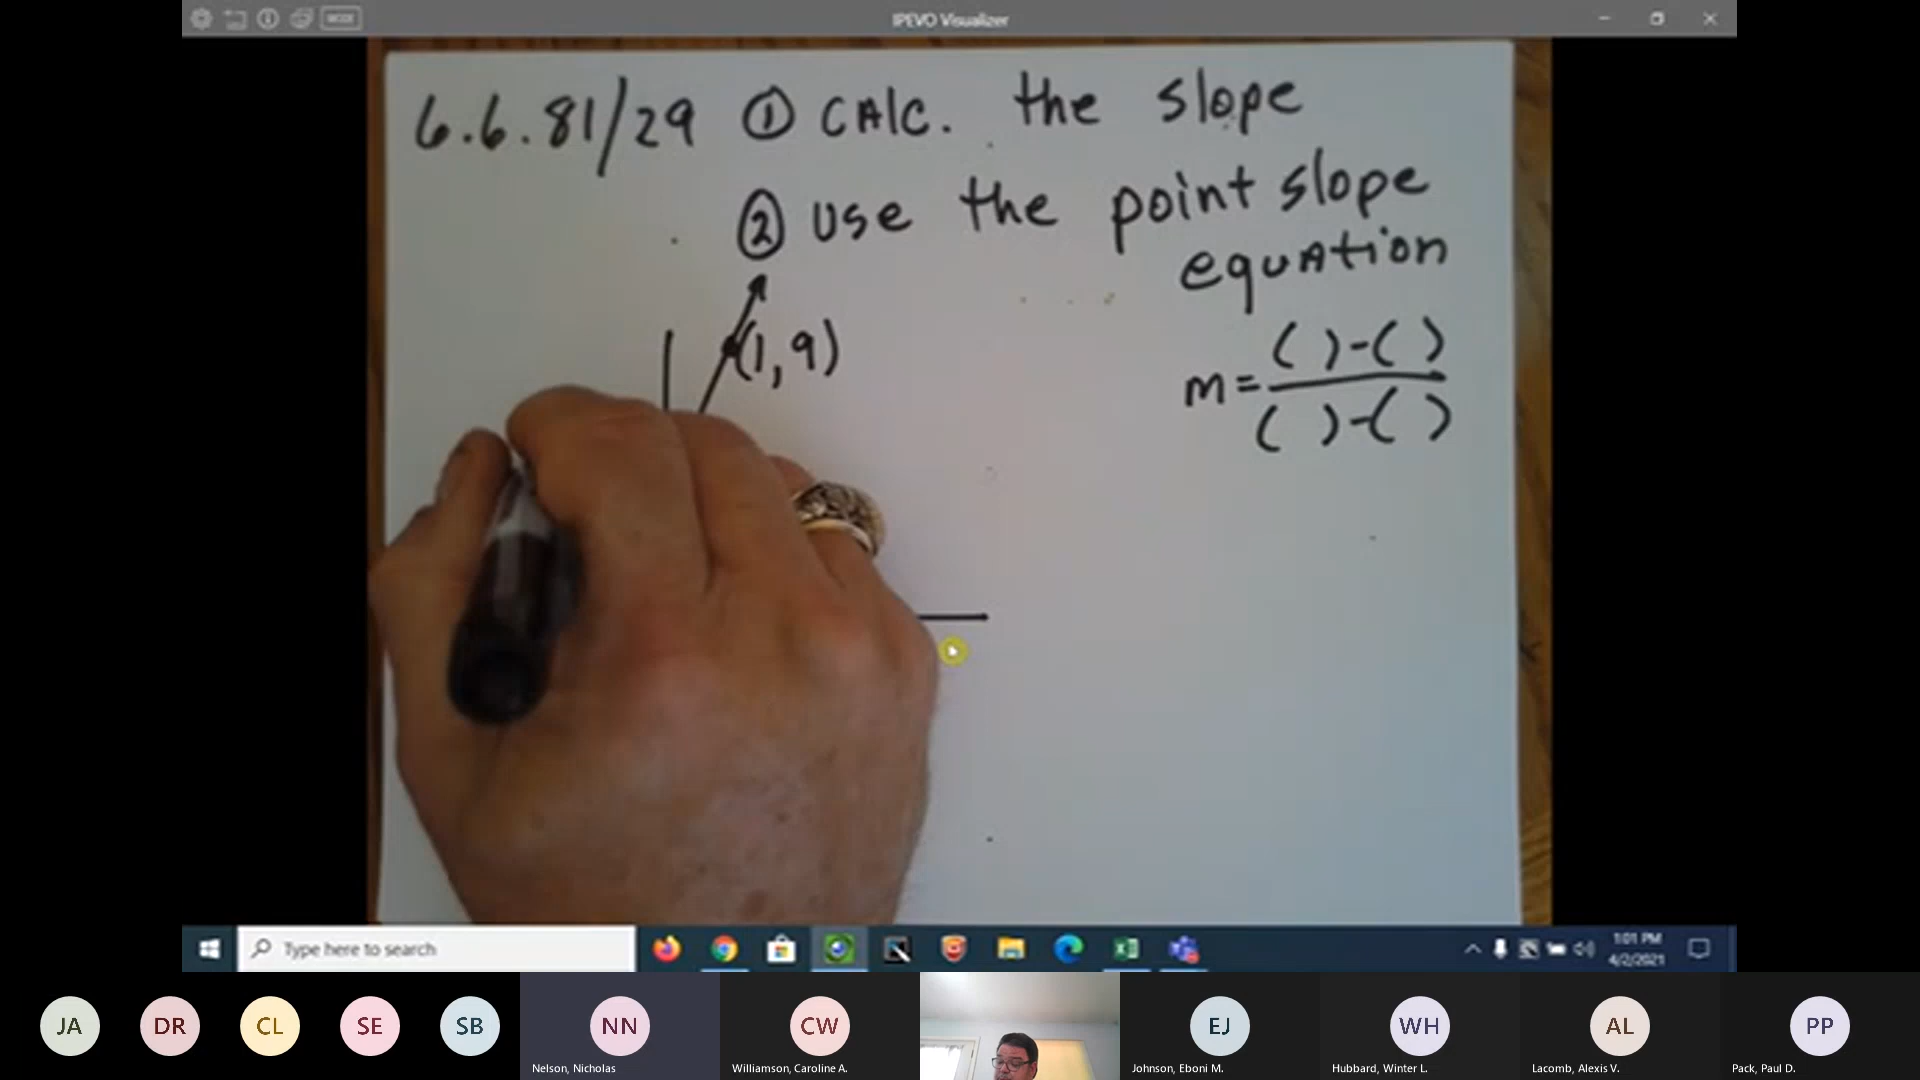 MODE
IPEVO Visualizer
6.6.81/29 ① CAlC. the slope
② use the point slope
equation
(1,9)
m=( )-( )
( )-( )
Type here to search
1:01 PM
4/2/2021
JA
DR
CL
SE
SB
NN
CW
EJ
WH
AL
PP
Nelson, Nicholas
Williamson, Caroline A.
Johnson, Eboni M.
Hubbard, Winter L.
Lacomb, Alexis V.
Pack, Paul D.